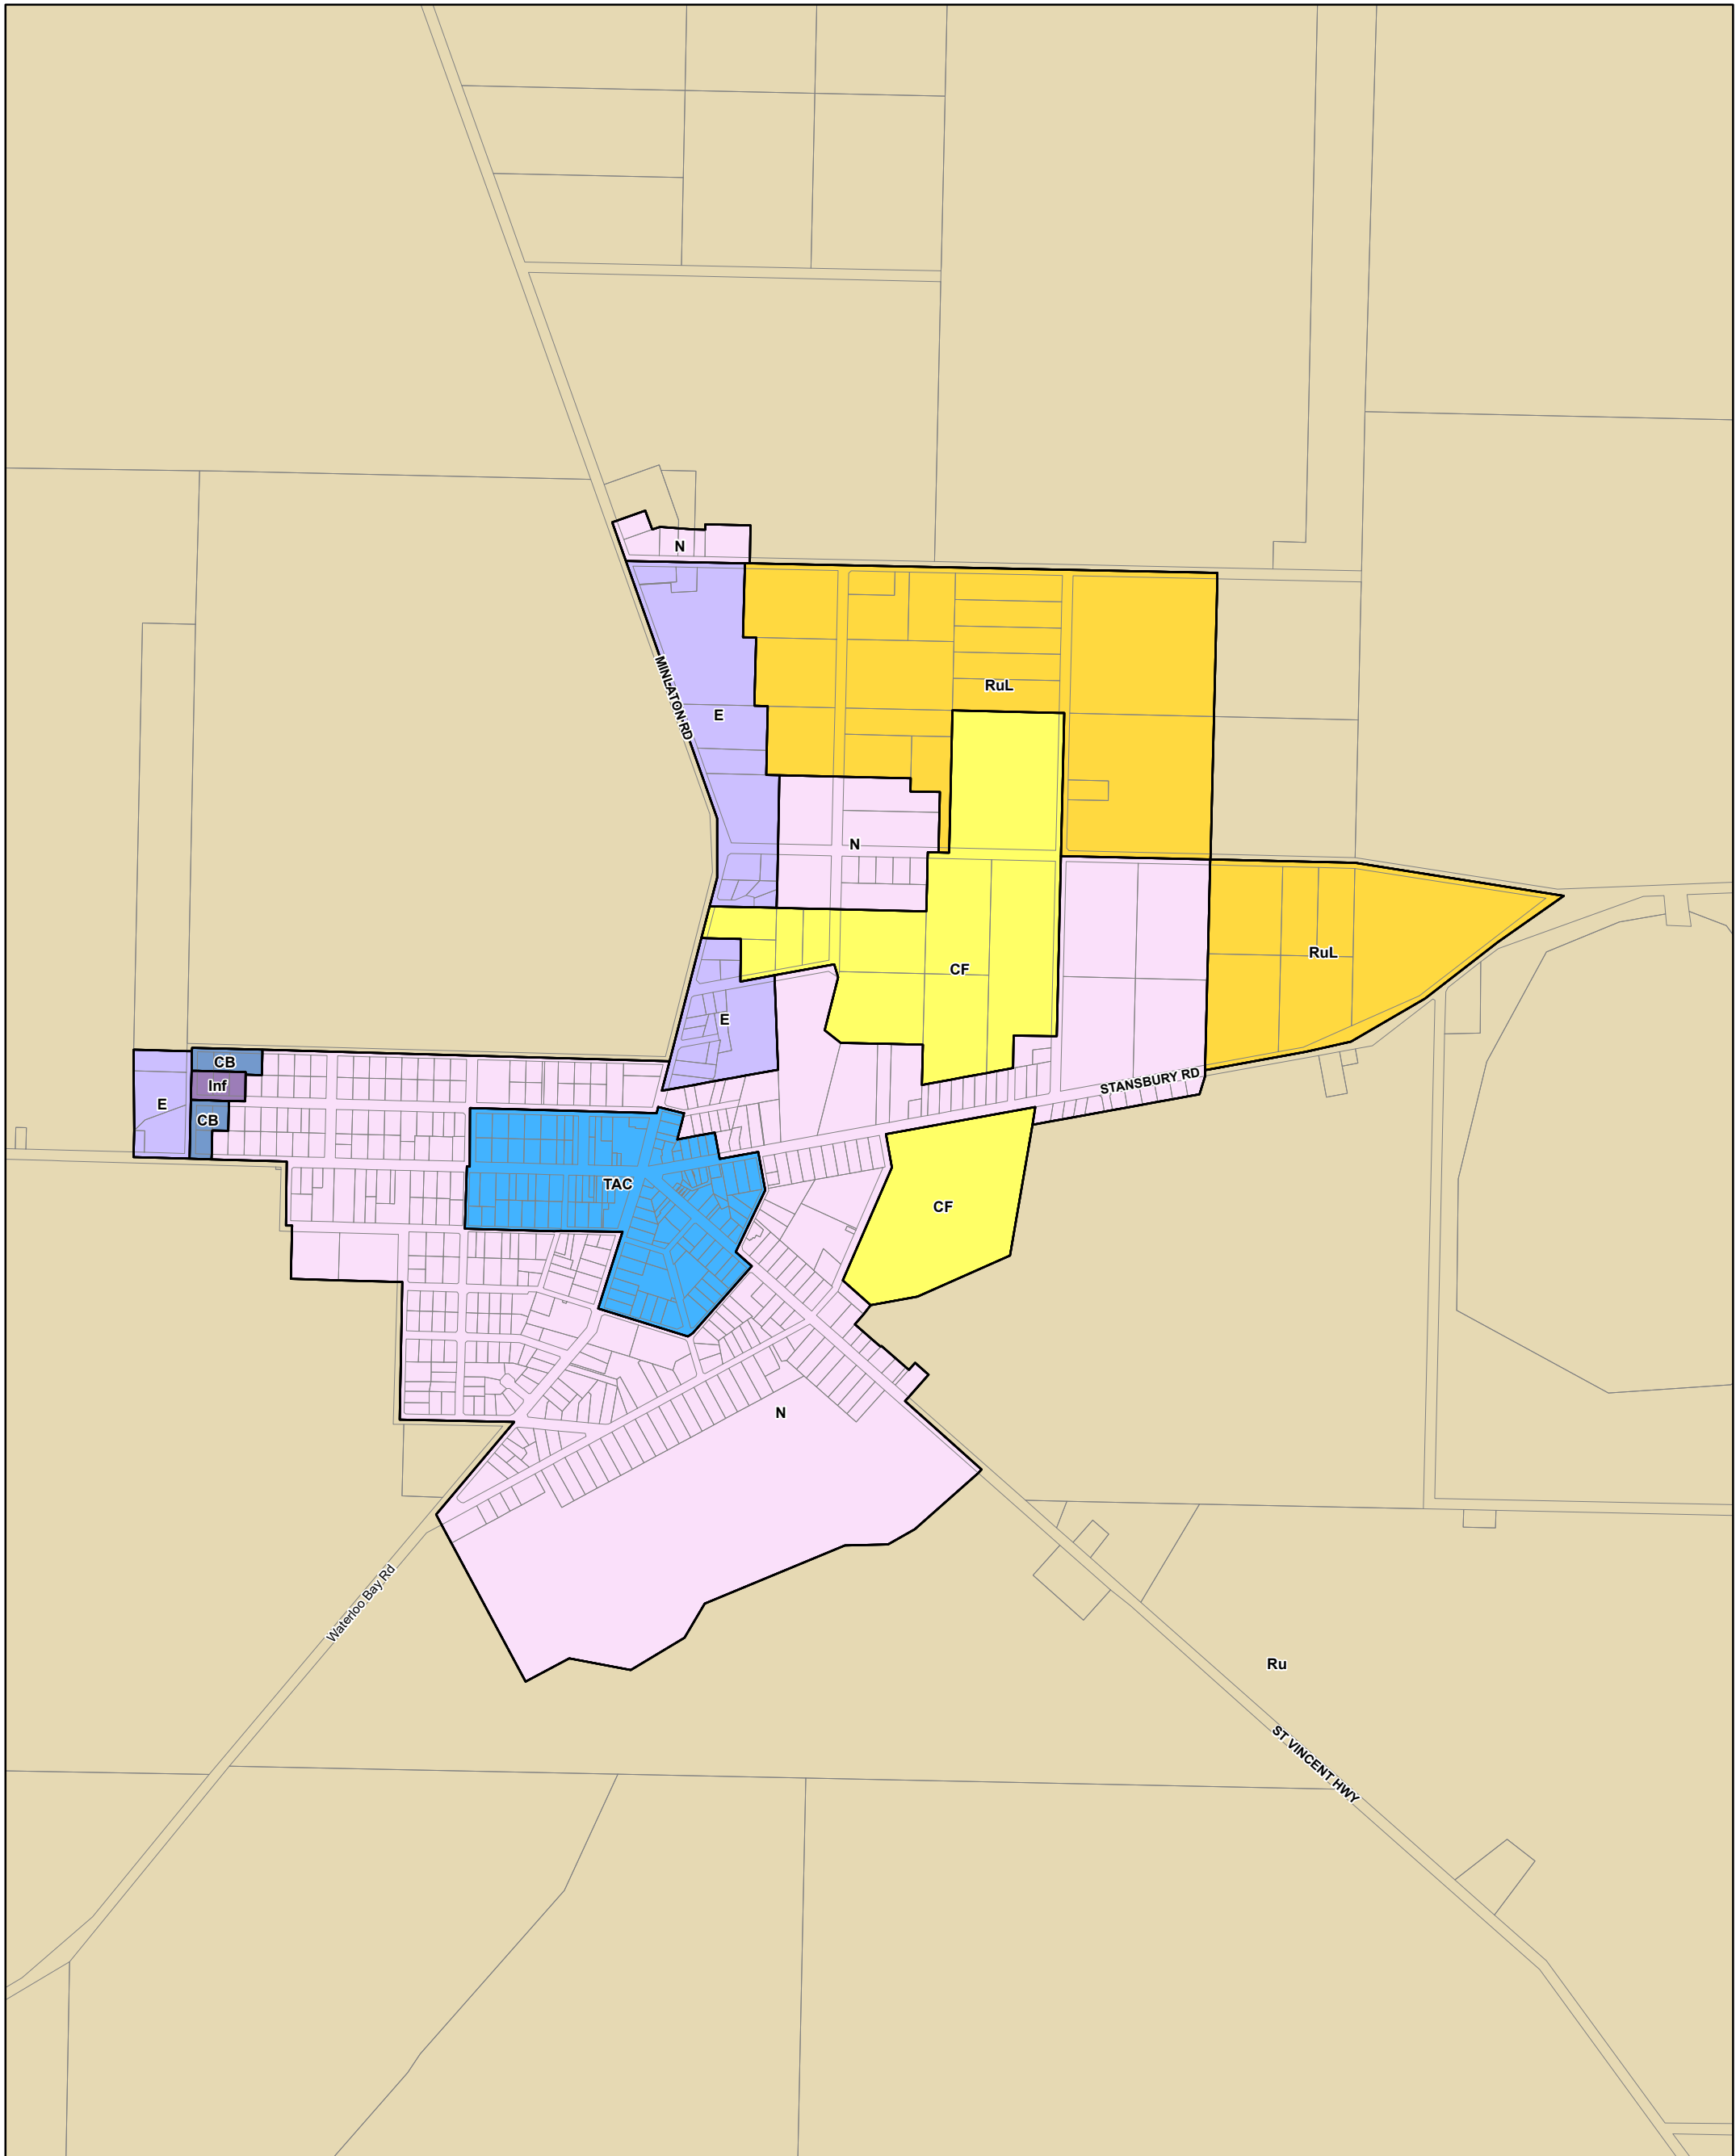 N
RuL
MINLATON RD
E
N
RuL
CF
E
CB
Inf
E
STANSBURY RD
CB
TAC
CF
N
Waterloo Bay Rd
Ru
ST VINCENT HWY